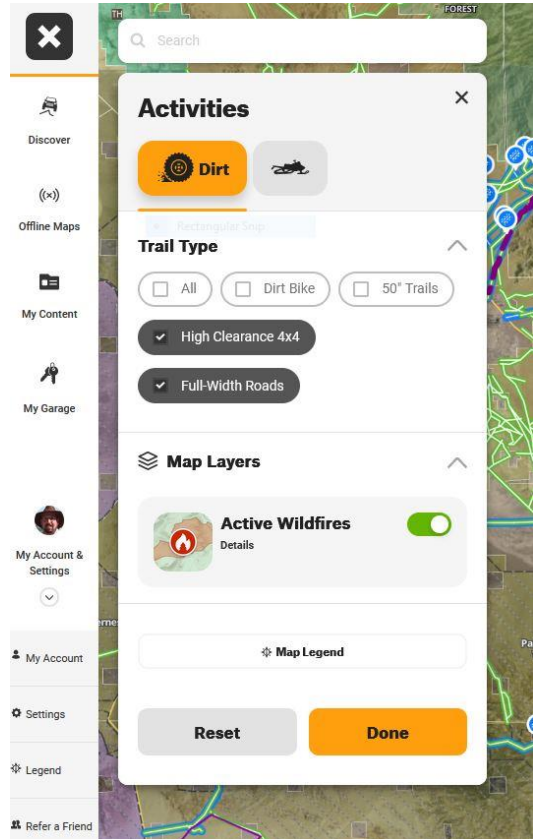 TH
FOREST
Search
Discover
((×))
Offline Maps
My Content
My Garage
My Account &
Settings
My Account
Settings
Legend
Refer a Friend
Activities
Dirt
Rectangular Snip
Trail Type
All
Dirt Bike
50" Trails
High Clearance 4x4
Full-Width Roads
Map Layers
Active Wildfires
Details
Map Legend
Reset
Done